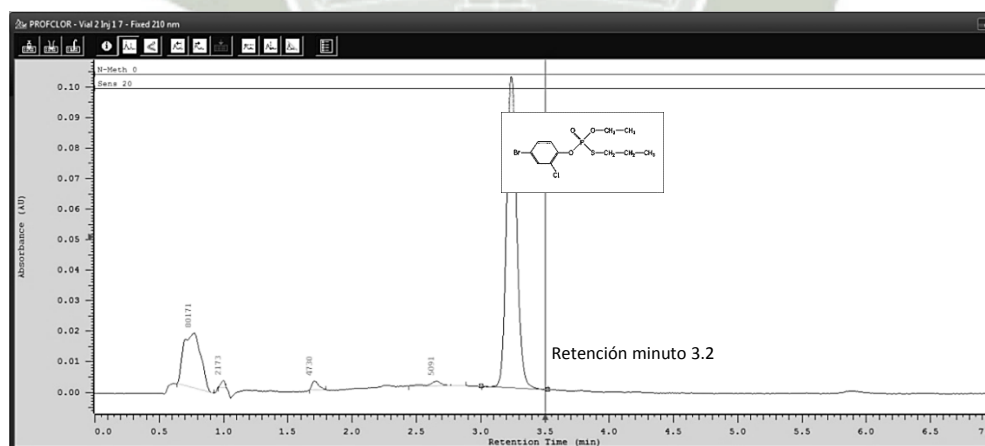 PROFCLOR - Vial 2 Inj 1 7 - Fixed 210 nm
N-Meth 0
Sens 20
0.10
0.09
0.08
0.07
0.06
0.05
0.04
0.03
0.02
0.01
0.00
Absorbance (AU)
80171
2173
4730
5091
O
O—CH₂—CH₃
P
Br
O
S—CH₂—CH₂—CH₃
Cl
Retención minuto 3.2
0.0 0.5 1.0 1.5 2.0 2.5 3.0 3.5 4.0 4.5 5.0 5.5 6.0 6.5
Retention Time (min)